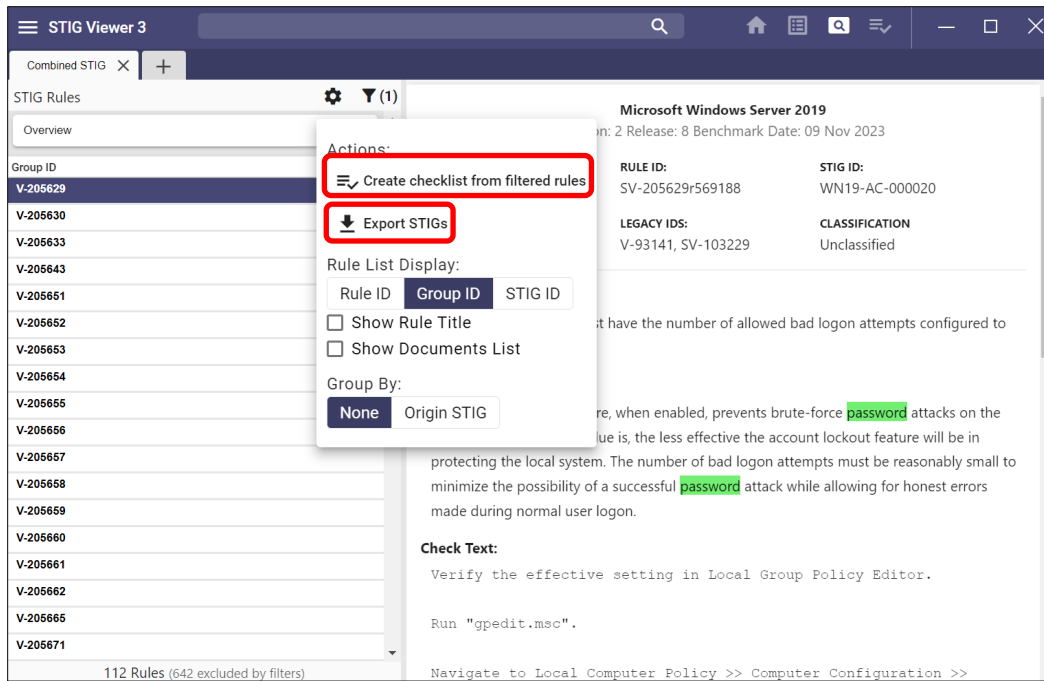 STIG Viewer 3
Combined STIG
STIG Rules
(1)
Overview
Group ID
V-205629
V-205630
V-205633
V-205643
V-205651
V-205652
V-205653
V-205654
V-205655
V-205656
V-205657
V-205658
V-205659
V-205660
V-205661
V-205662
V-205665
V-205671
112 Rules (642 excluded by filters)
Actions:
Create checklist from filtered rules
Export STIGs
Rule List Display:
Rule ID Group ID STIG ID
Show Rule Title
Show Documents List
Group By:
None Origin STIG
Microsoft Windows Server 2019
n: 2 Release: 8 Benchmark Date: 09 Nov 2023
RULE ID: STIG ID:
SV-205629r569188 WN19-AC-000020
LEGACY IDS: CLASSIFICATION
V-93141, SV-103229 Unclassified
st have the number of allowed bad logon attempts configured to
re, when enabled, prevents brute-force password attacks on the
lue is, the less effective the account lockout feature will be in
protecting the local system. The number of bad logon attempts must be reasonably small to
minimize the possibility of a successful password attack while allowing for honest errors
made during normal user logon.
Check Text:
Verify the effective setting in Local Group Policy Editor.
Run "gpedit.msc".
Navigate to Local Computer Policy >> Computer Configuration >>